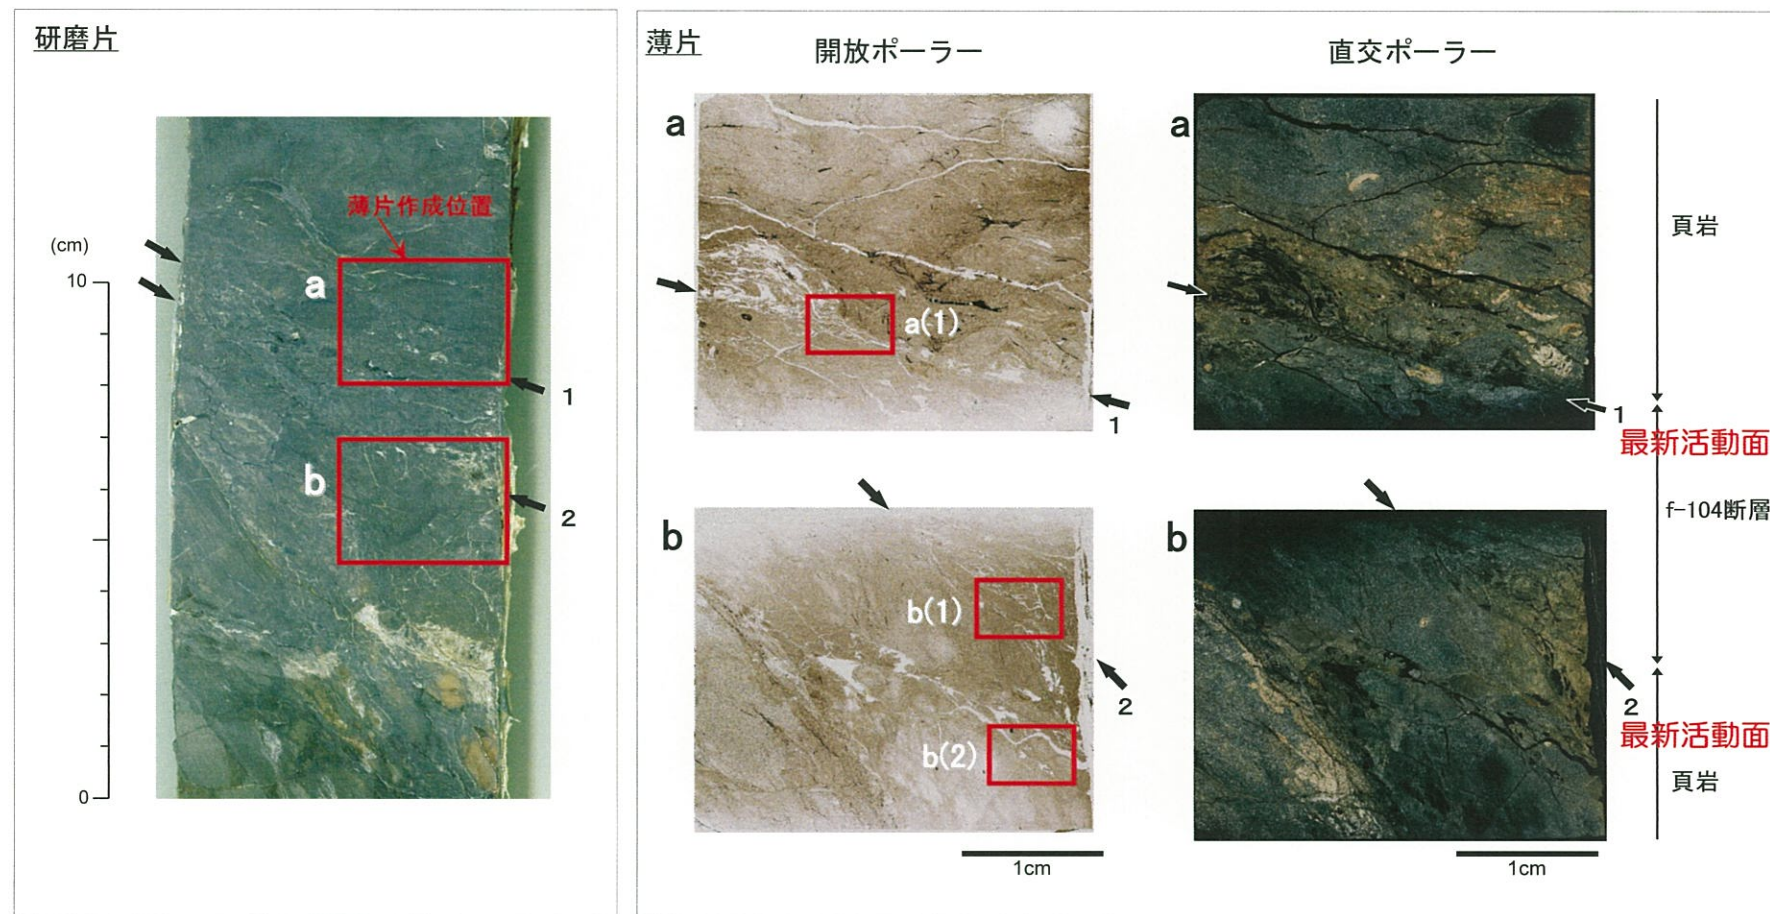 研磨片
薄片作成位置
(cm)
10
0
a
b
1
2
薄片
開放ポーラー
直交ポーラー
a
a(1)
1
a
1
頁岩
最新活動面
f-104断層
b
b(1)
b(2)
2
b
2
最新活動面
頁岩
1cm
1cm